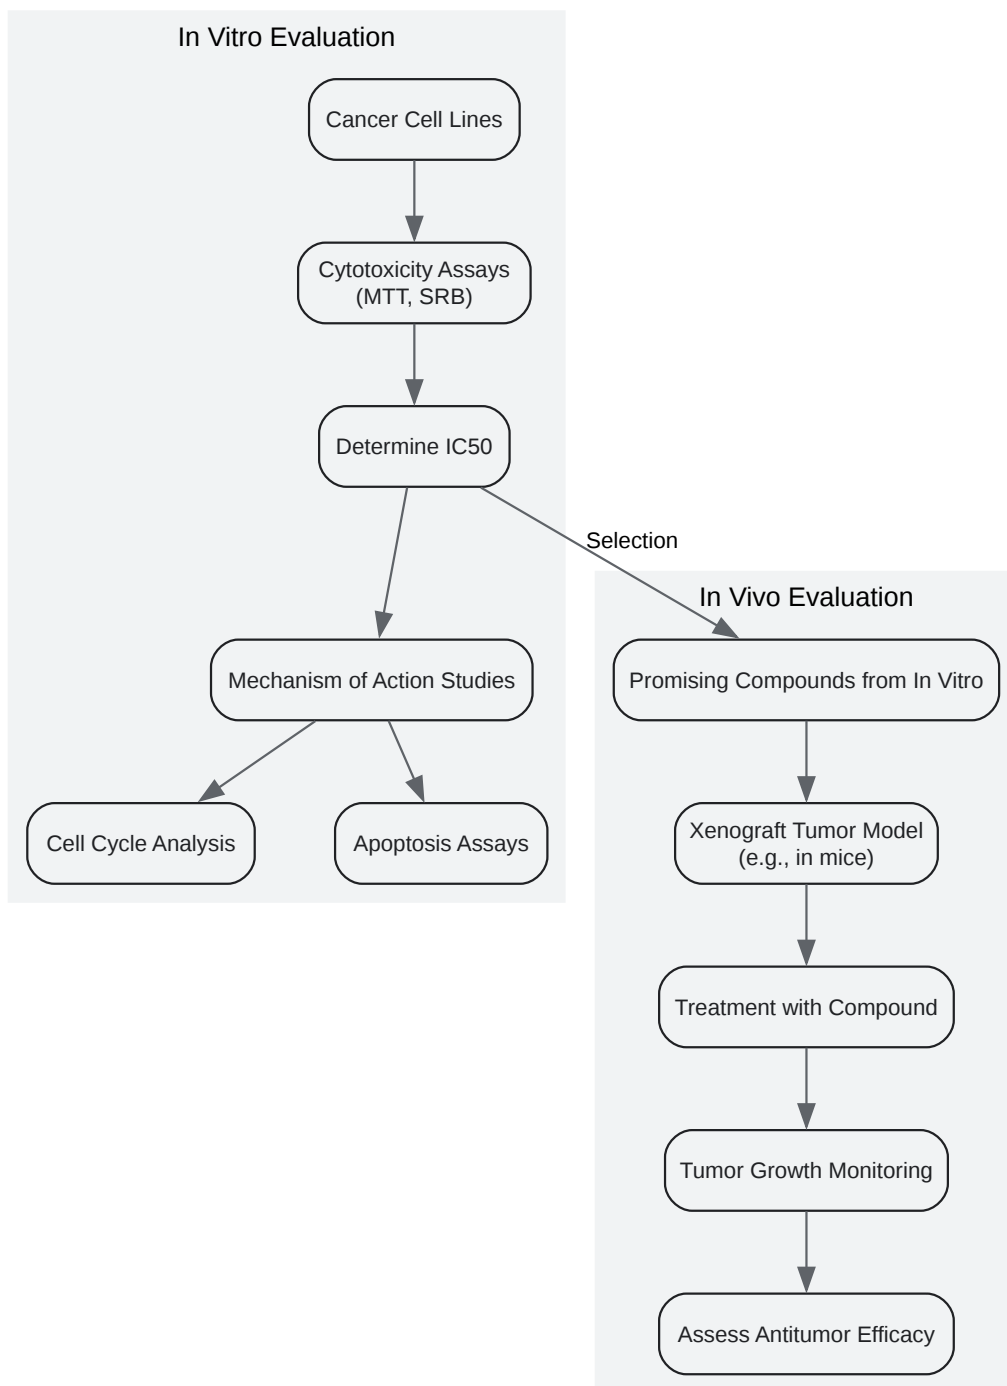 In Vitro Evaluation
Cancer Cell Lines
Cytotoxicity Assays
(MTT, SRB)
Determine IC50
Selection
Mechanism of Action Studies
Cell Cycle Analysis
Apoptosis Assays
In Vivo Evaluation
Promising Compounds from In Vitro
Xenograft Tumor Model
(e.g., in mice)
Treatment with Compound
Tumor Growth Monitoring
Assess Antitumor Efficacy